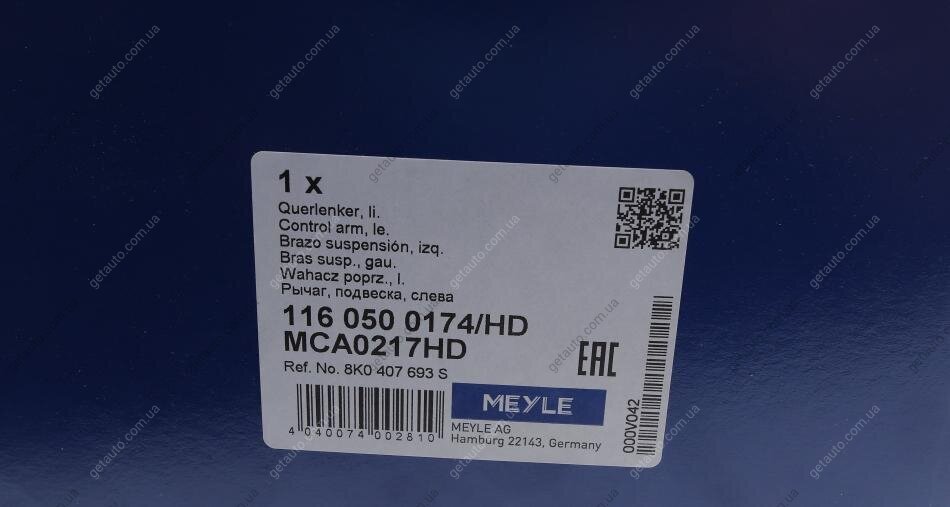 1 x
Querlenker, li.
Control arm, le.
Brazo suspensión, izq.
Bras susp., gau.
Wahacz poprz., l.
Рычаг, подвеска, слева
116 050 0174/HD
MCA0217HD
Ref. No. 8K0 407 693 S
EAC
MEYLE
MEYLE AG
Hamburg 22143, Germany
4 040074 002810
000V042
getauto.com.ua